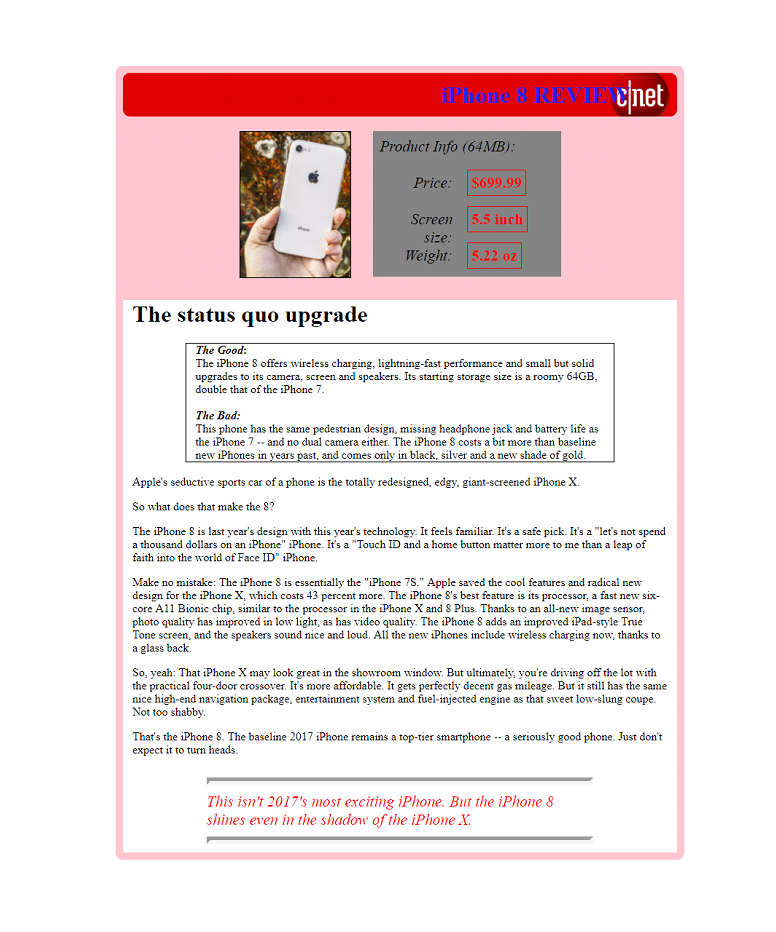 iPhone 8 REVIEW
c|net
Product Info (64MB):
Price: $699.99
Screen size: 5.5 inch
Weight: 5.22 oz
iPhone
The status quo upgrade
The Good:
The iPhone 8 offers wireless charging, lightning-fast performance and small but solid
upgrades to its camera, screen and speakers. Its starting storage size is a roomy 64GB,
double that of the iPhone 7.
The Bad:
This phone has the same pedestrian design, missing headphone jack and battery life as
the iPhone 7 -- and no dual camera either. The iPhone 8 costs a bit more than baseline
new iPhones in years past, and comes only in black, silver and a new shade of gold.
Apple's seductive sports car of a phone is the totally redesigned, edgy, giant-screened iPhone X.
So what does that make the 8?
The iPhone 8 is last year's design with this year's technology. It feels familiar. It's a safe pick. It's a "let's not spend
a thousand dollars on an iPhone" iPhone. It's a "Touch ID and a home button matter more to me than a leap of
faith into the world of Face ID" iPhone.
Make no mistake: The iPhone 8 is essentially the "iPhone 7S." Apple saved the cool features and radical new
design for the iPhone X, which costs 43 percent more. The iPhone 8's best feature is its processor, a fast new six-
core A11 Bionic chip, similar to the processor in the iPhone X and 8 Plus. Thanks to an all-new image sensor,
photo quality has improved in low light, as has video quality. The iPhone 8 adds an improved iPad-style True
Tone screen, and the speakers sound nice and loud. All the new iPhones include wireless charging now, thanks to
a glass back.
So, yeah: That iPhone X may look great in the showroom window. But ultimately, you're driving off the lot with
the practical four-door crossover. It's more affordable. It gets perfectly decent gas mileage. But it still has the same
nice high-end navigation package, entertainment system and fuel-injected engine as that sweet low-slung coupe.
Not too shabby.
That's the iPhone 8. The baseline 2017 iPhone remains a top-tier smartphone -- a seriously good phone. Just don't
expect it to turn heads.
This isn't 2017's most exciting iPhone. But the iPhone 8
shines even in the shadow of the iPhone X.